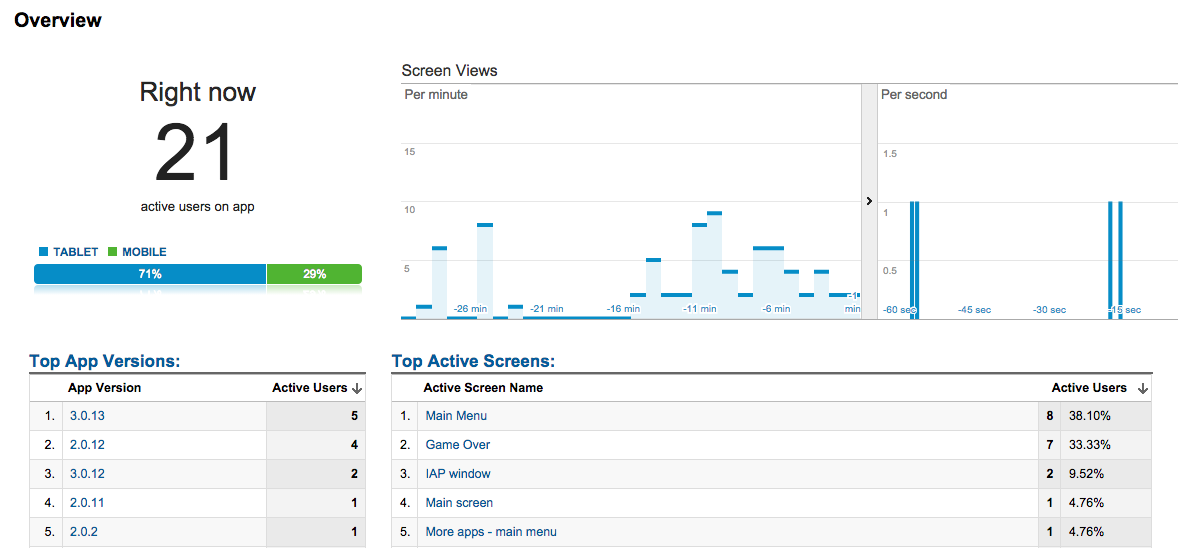 Overview
Right now
21
active users on app
TABLET MOBILE
71% 29%
Screen Views
Per minute
15
10
5
-26 min -21 min -16 min -11 min -6 min -1 min
Per second
1.5
1
0.5
-60 sec -45 sec -30 sec -15 sec
Top App Versions:
App Version Active Users
1. 3.0.13 5
2. 2.0.12 4
3. 3.0.12 2
4. 2.0.11 1
5. 2.0.2 1
Top Active Screens:
Active Screen Name Active Users
1. Main Menu 8 38.10%
2. Game Over 7 33.33%
3. IAP window 2 9.52%
4. Main screen 1 4.76%
5. More apps - main menu 1 4.76%